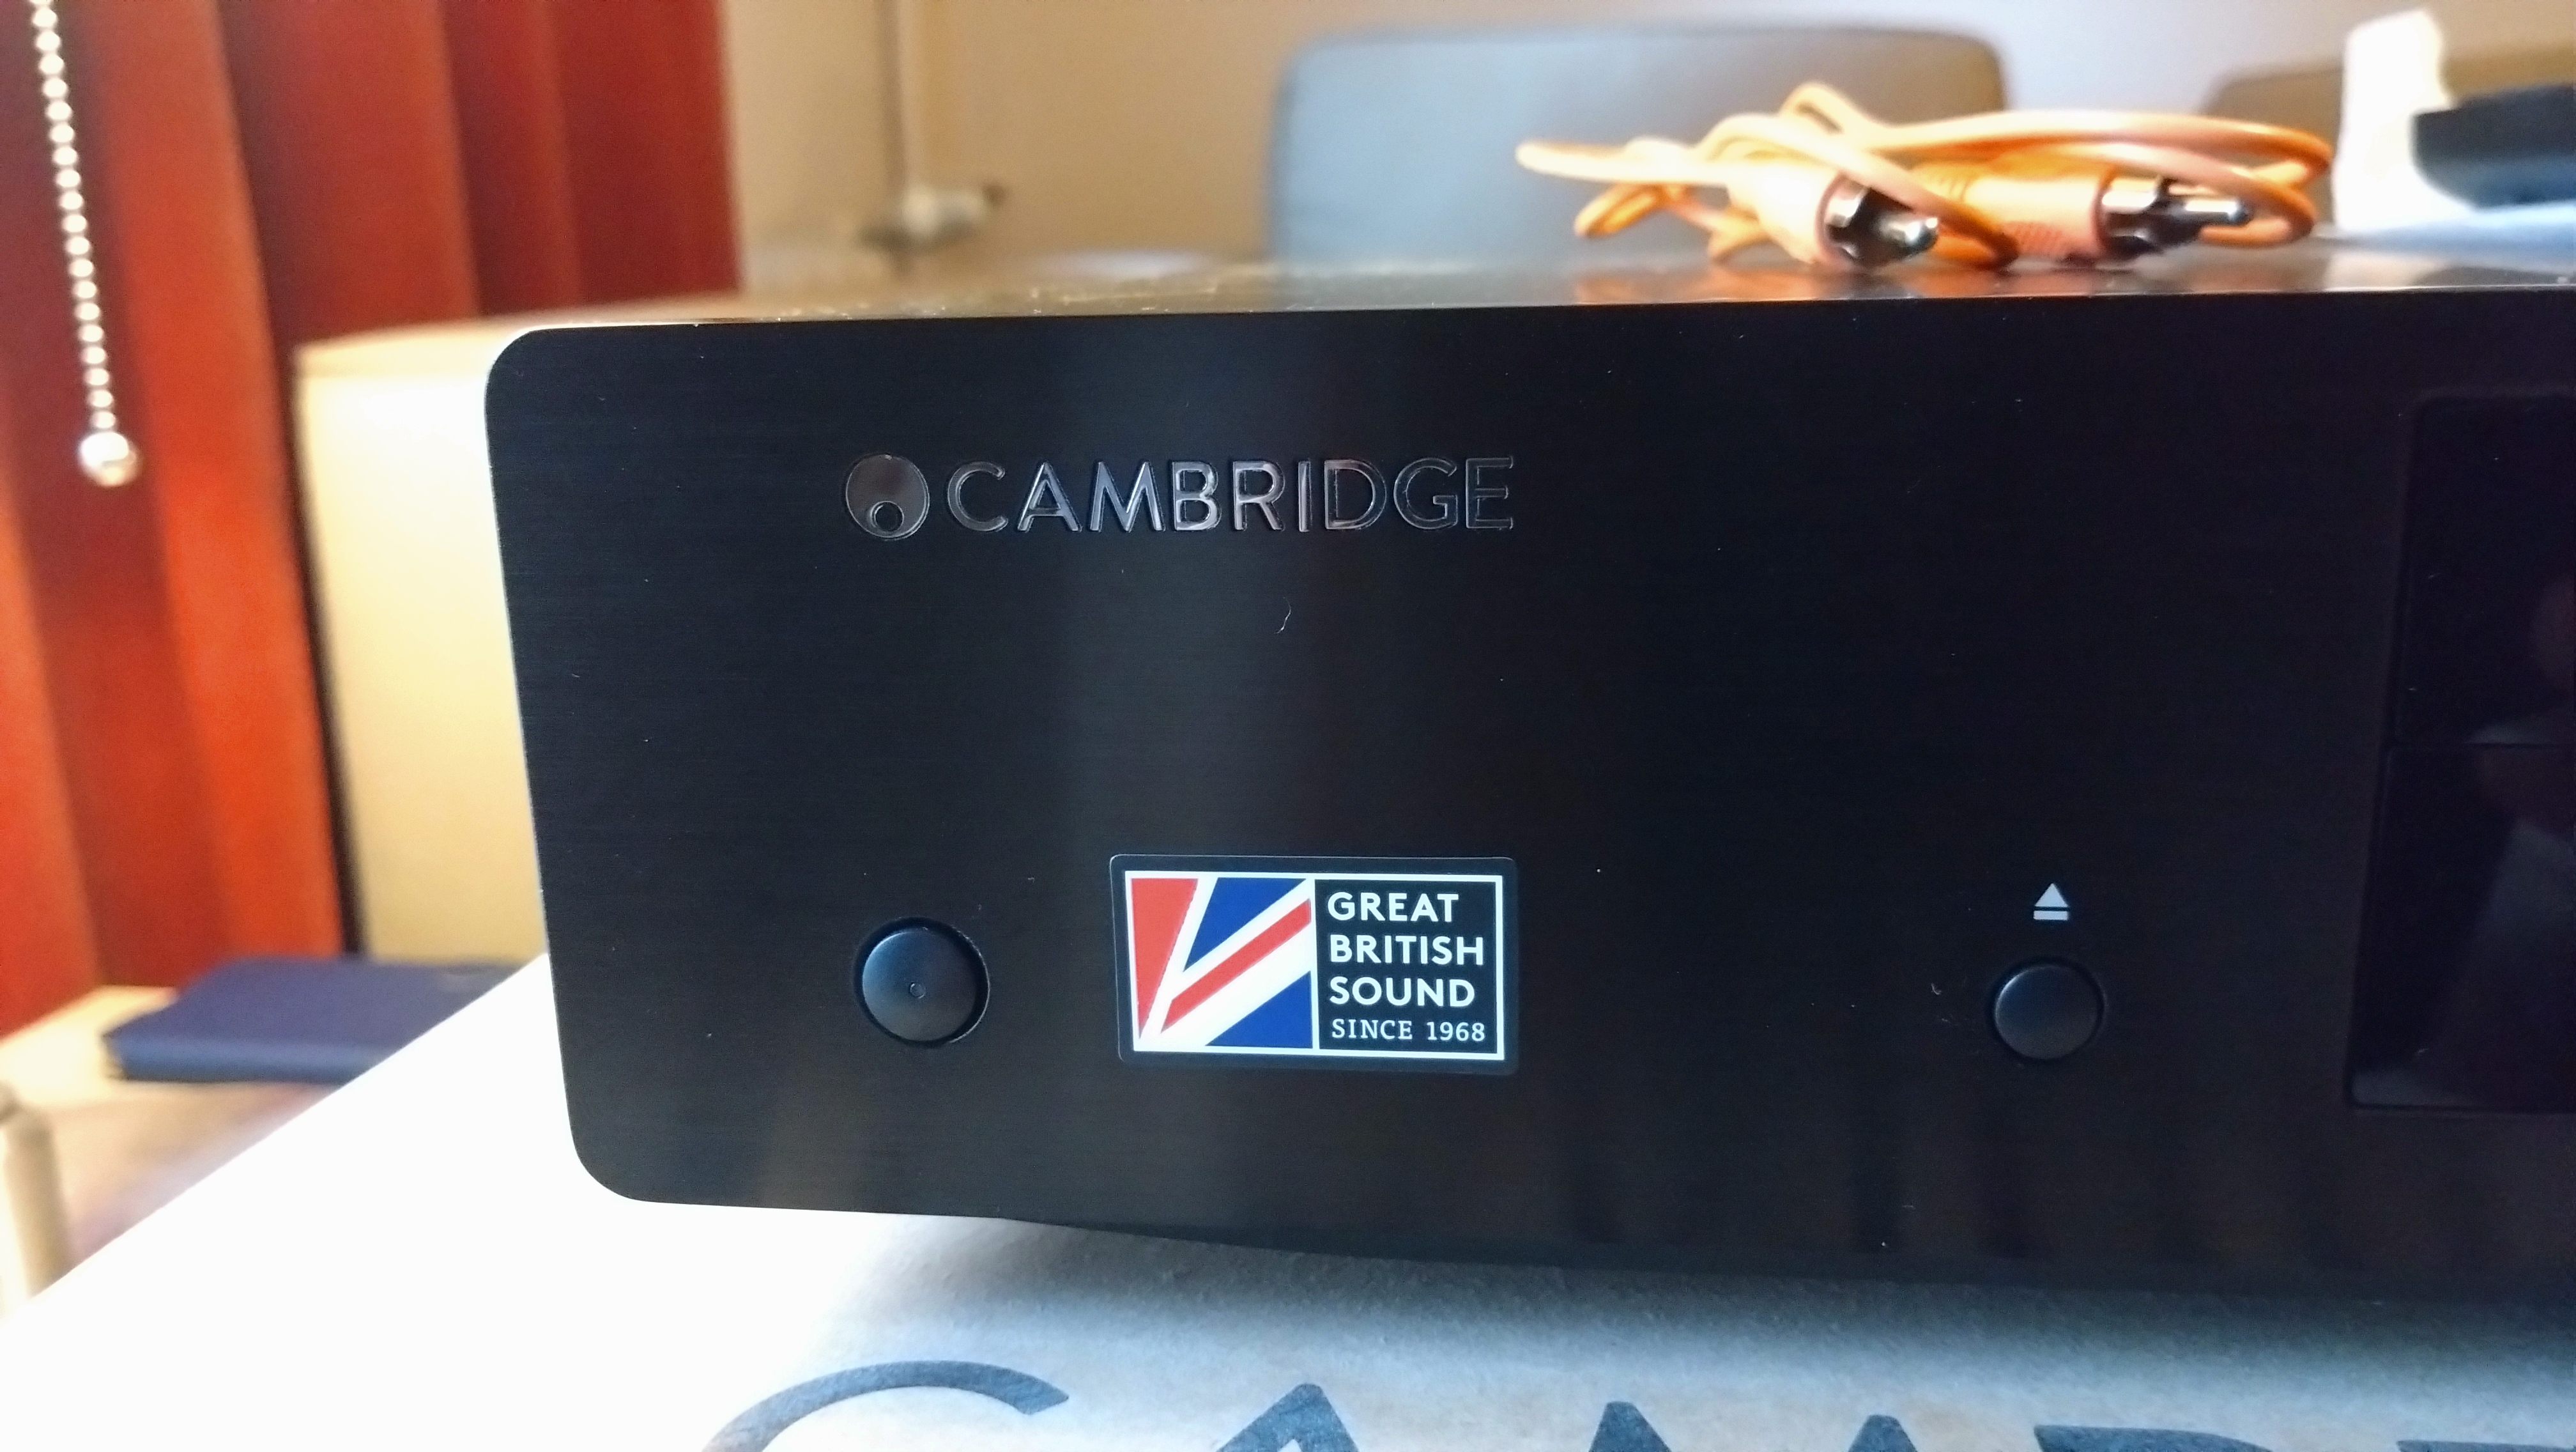 CAMBRIDGE
GREAT
BRITISH
SOUND
SINCE 1968